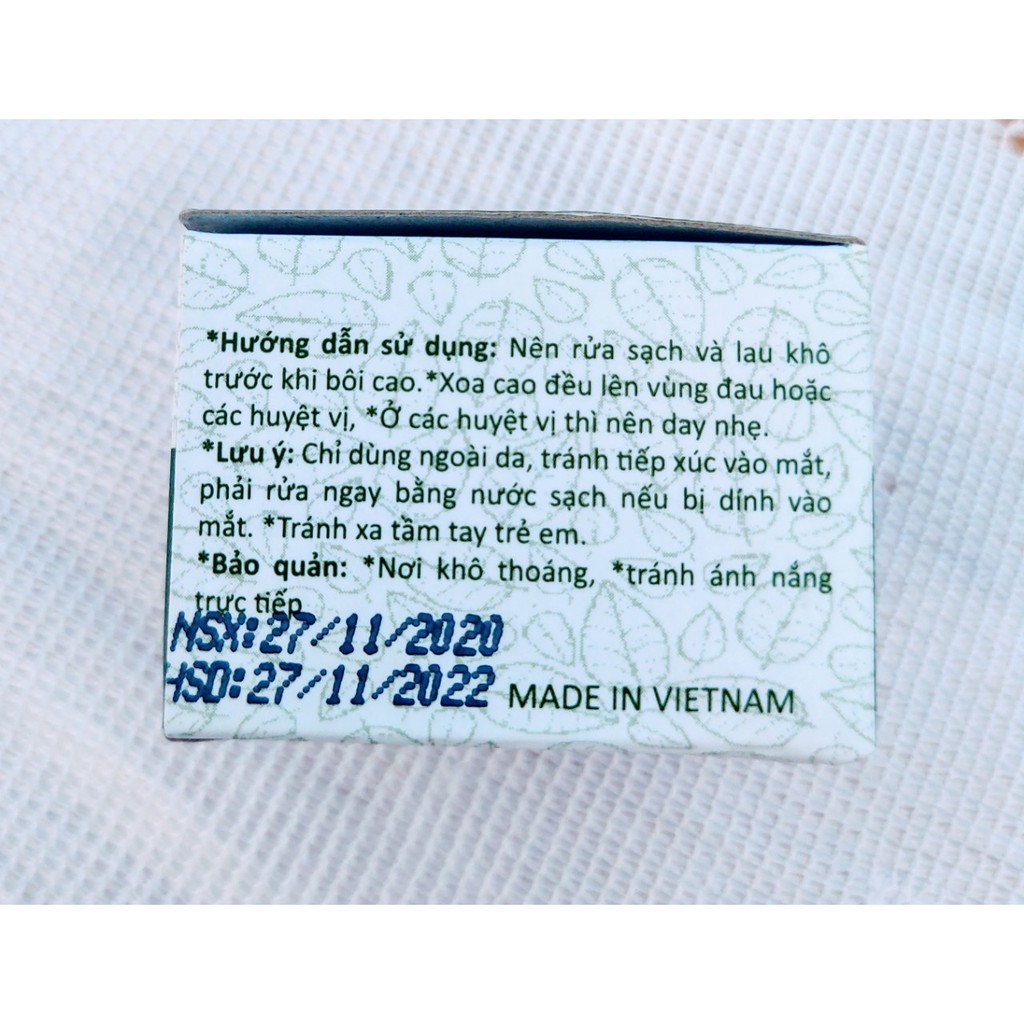 *Hướng dẫn sử dụng: Nên rửa sạch và lau khô
trước khi bôi cao.*Xoa cao đều lên vùng đau hoặc
các huyệt vị, *Ở các huyệt vị thì nên day nhẹ.
*Lưu ý: Chỉ dùng ngoài da, tránh tiếp xúc vào mắt,
phải rửa ngay bằng nước sạch nếu bị dính vào
mắt. *Tránh xa tầm tay trẻ em.
*Bảo quản: *Nơi khô thoáng, *tránh ánh nắng
trực tiếp
NSX:27/11/2020
HSD:27/11/2022 MADE IN VIETNAM